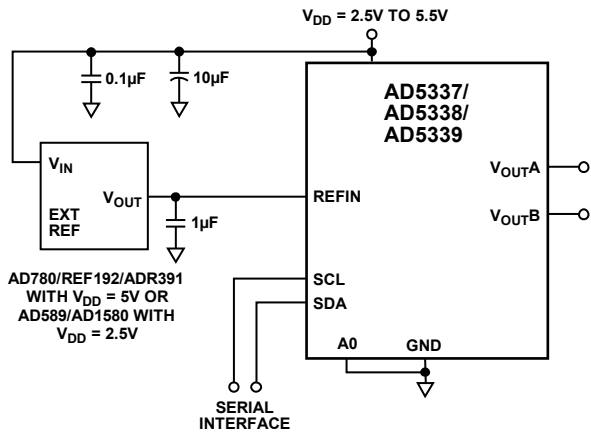 V_DD = 2.5V TO 5.5V
0.1µF
10µF
AD5337/
AD5338/
AD5339
V_IN
V_OUT
EXT
REF
1µF
REFIN
V_OUTA
V_OUTB
AD780/REF192/ADR391
WITH V_DD = 5V OR
AD589/AD1580 WITH
V_DD = 2.5V
SCL
SDA
A0
GND
SERIAL
INTERFACE